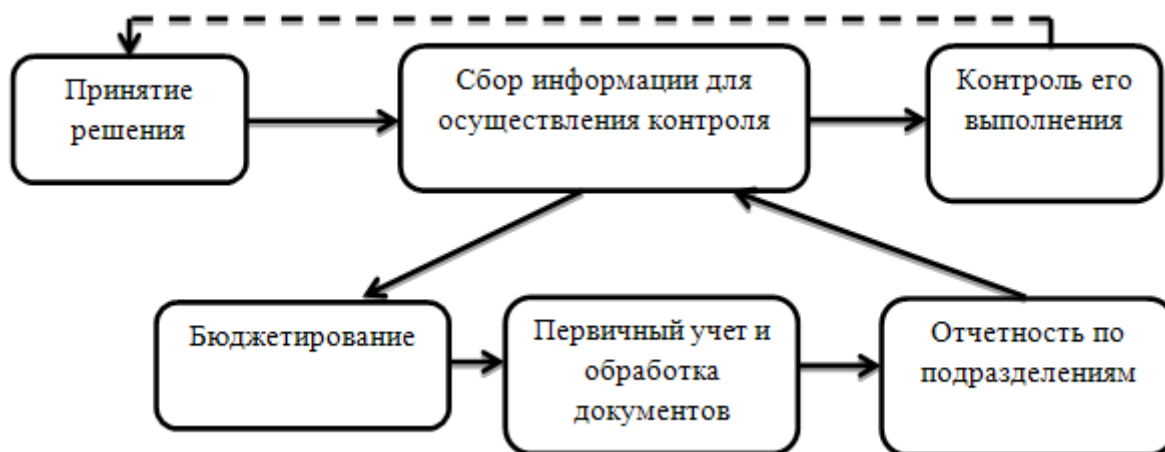 Принятие
решения
Сбор информации для
осуществления контроля
Контроль его
выполнения
Бюджетирование
Первичный учет и
обработка
документов
Отчетность по
подразделениям